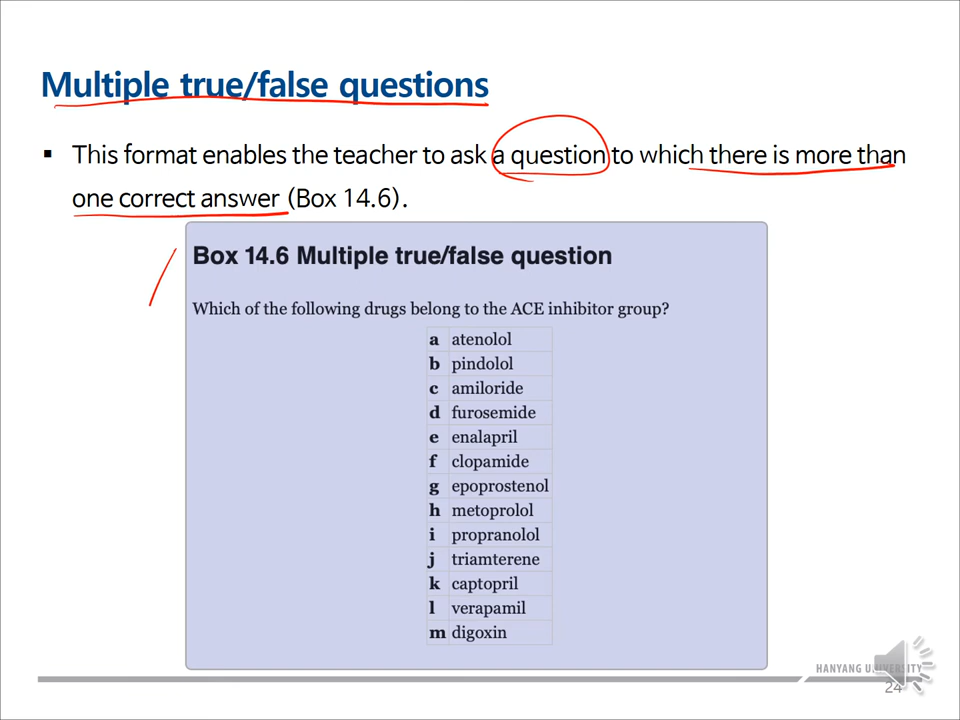 Multiple true/false questions
▪ This format enables the teacher to ask a question to which there is more than
one correct answer (Box 14.6).
Box 14.6 Multiple true/false question
Which of the following drugs belong to the ACE inhibitor group?
a atenolol
b pindolol
c amiloride
d furosemide
e enalapril
f clopamide
g epoprostenol
h metoprolol
i propranolol
j triamterene
k captopril
l verapamil
m digoxin
HANYANG UNIVERSITY
24